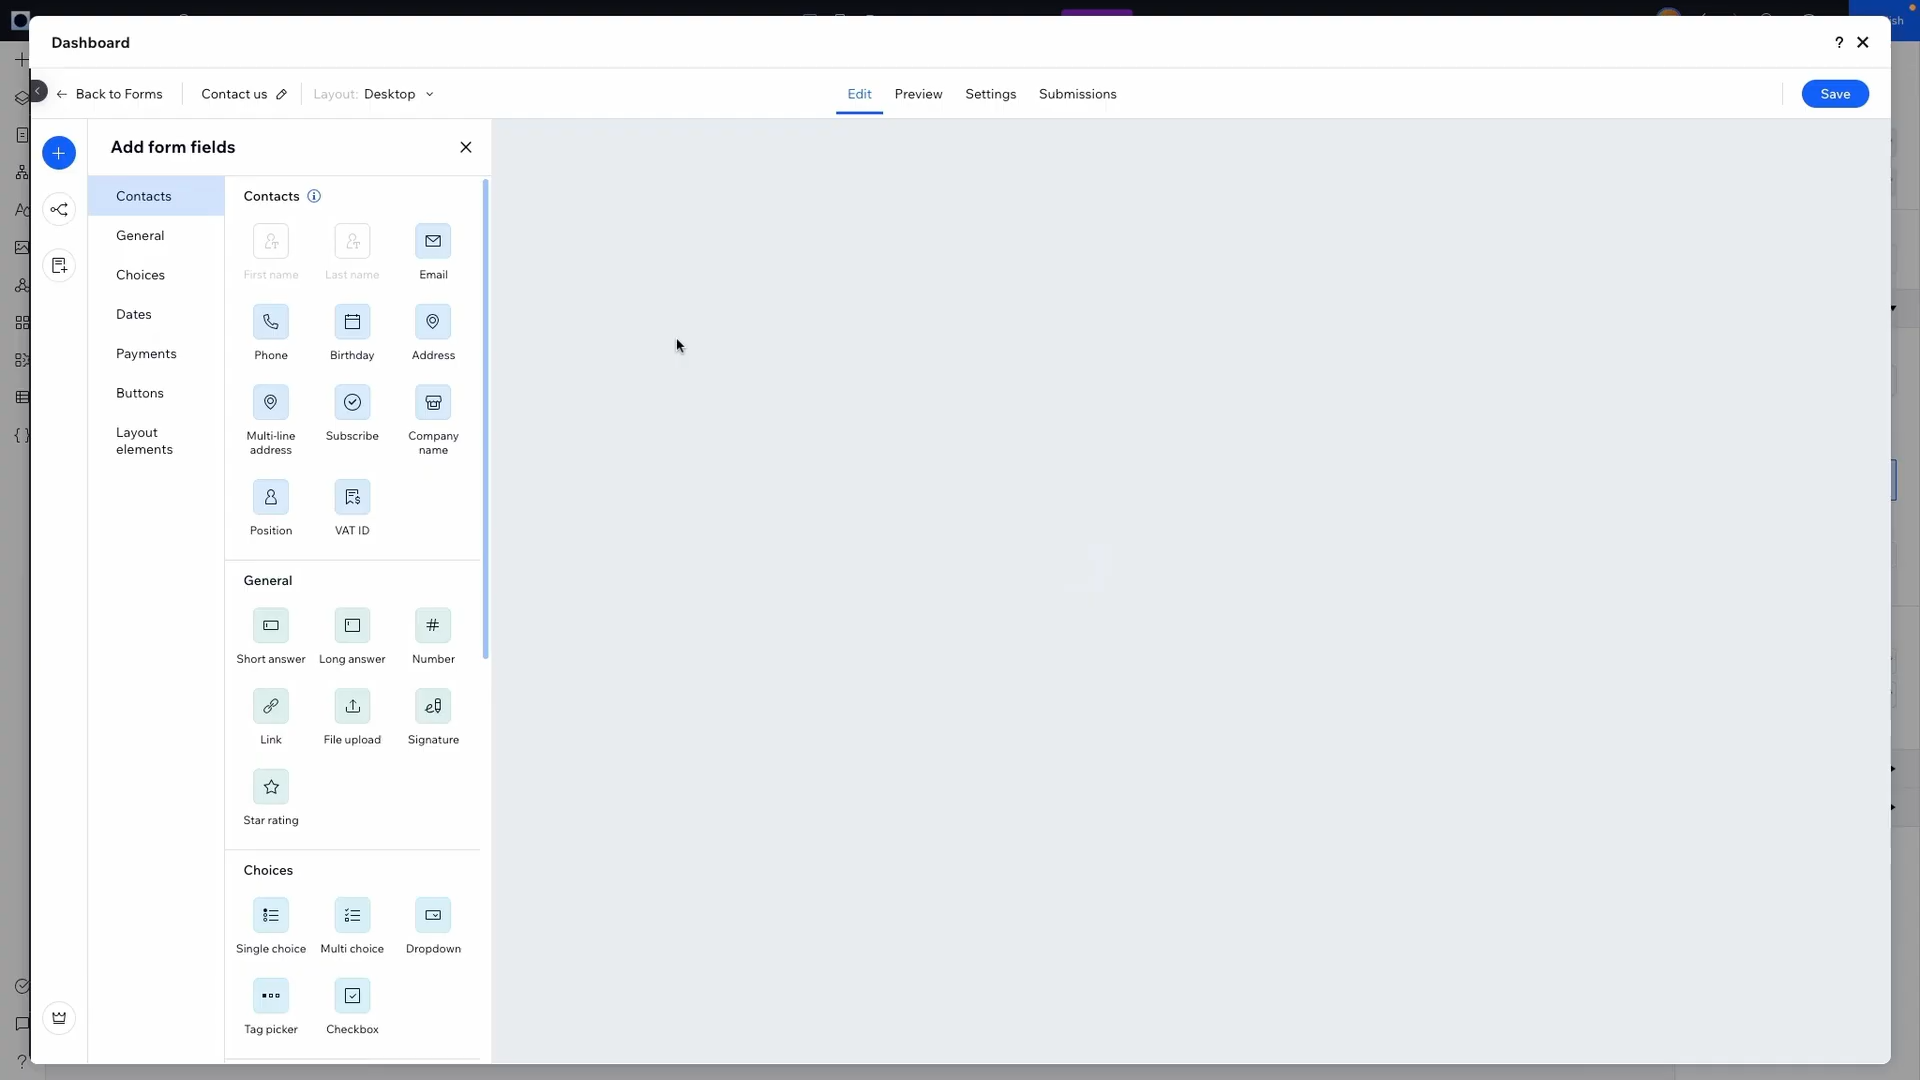 Dashboard
?
Back to Forms
Contact us
Layout: Desktop
Edit
Preview
Settings
Submissions
Save
Add form fields
Contacts
General
Choices
Dates
Payments
Buttons
Layout
elements
Contacts
First name
Last name
Email
Phone
Birthday
Address
Multi-line
address
Subscribe
Company
name
Position
VAT ID
General
Short answer
Long answer
Number
Link
File upload
Signature
Star rating
Choices
Single choice
Multi choice
Dropdown
Tag picker
Checkbox